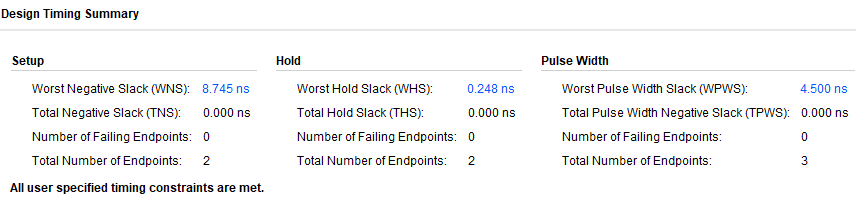 Design Timing Summary
Setup Hold Pulse Width
Worst Negative Slack (WNS): 8.745 ns Worst Hold Slack (WHS): 0.248 ns Worst Pulse Width Slack (WPWS): 4.500 ns
Total Negative Slack (TNS): 0.000 ns Total Hold Slack (THS): 0.000 ns Total Pulse Width Negative Slack (TPWS): 0.000 ns
Number of Failing Endpoints: 0 Number of Failing Endpoints: 0 Number of Failing Endpoints: 0
Total Number of Endpoints: 2 Total Number of Endpoints: 2 Total Number of Endpoints: 3
All user specified timing constraints are met.